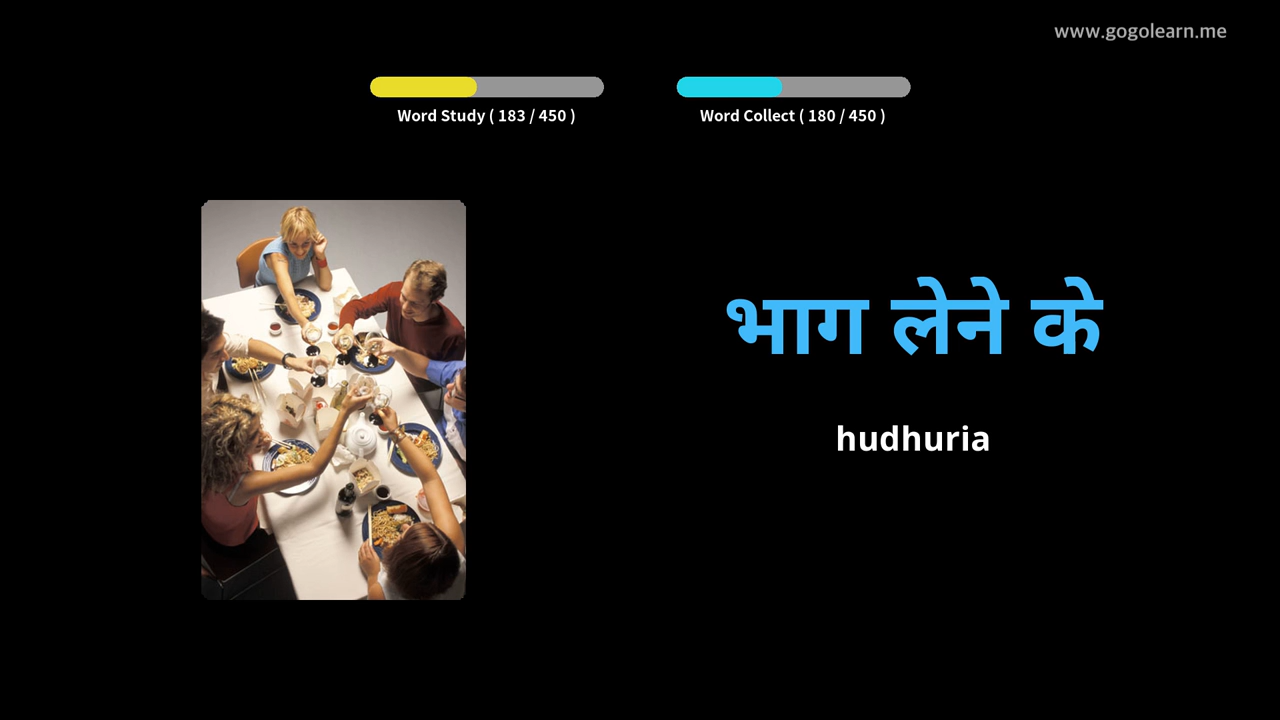 www.gogolearn.me
Word Study ( 183 / 450 )
Word Collect ( 180 / 450 )
भाग लेने के
hudhuria